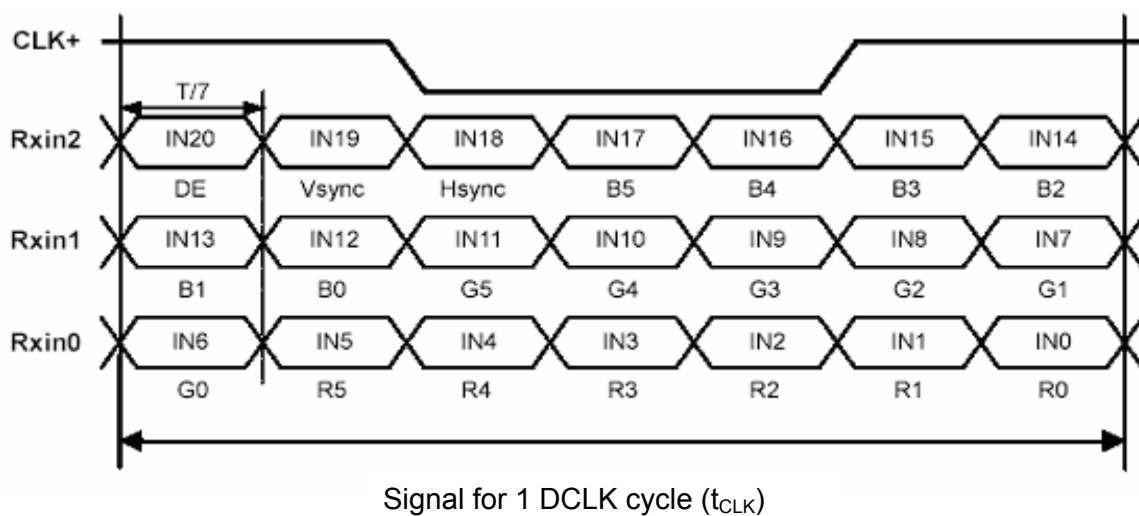 CLK+
T/7
Rxin2 IN20 IN19 IN18 IN17 IN16 IN15 IN14
DE Vsync Hsync B5 B4 B3 B2
Rxin1 IN13 IN12 IN11 IN10 IN9 IN8 IN7
B1 B0 G5 G4 G3 G2 G1
Rxin0 IN6 IN5 IN4 IN3 IN2 IN1 IN0
G0 R5 R4 R3 R2 R1 R0
Signal for 1 DCLK cycle (tCLK)